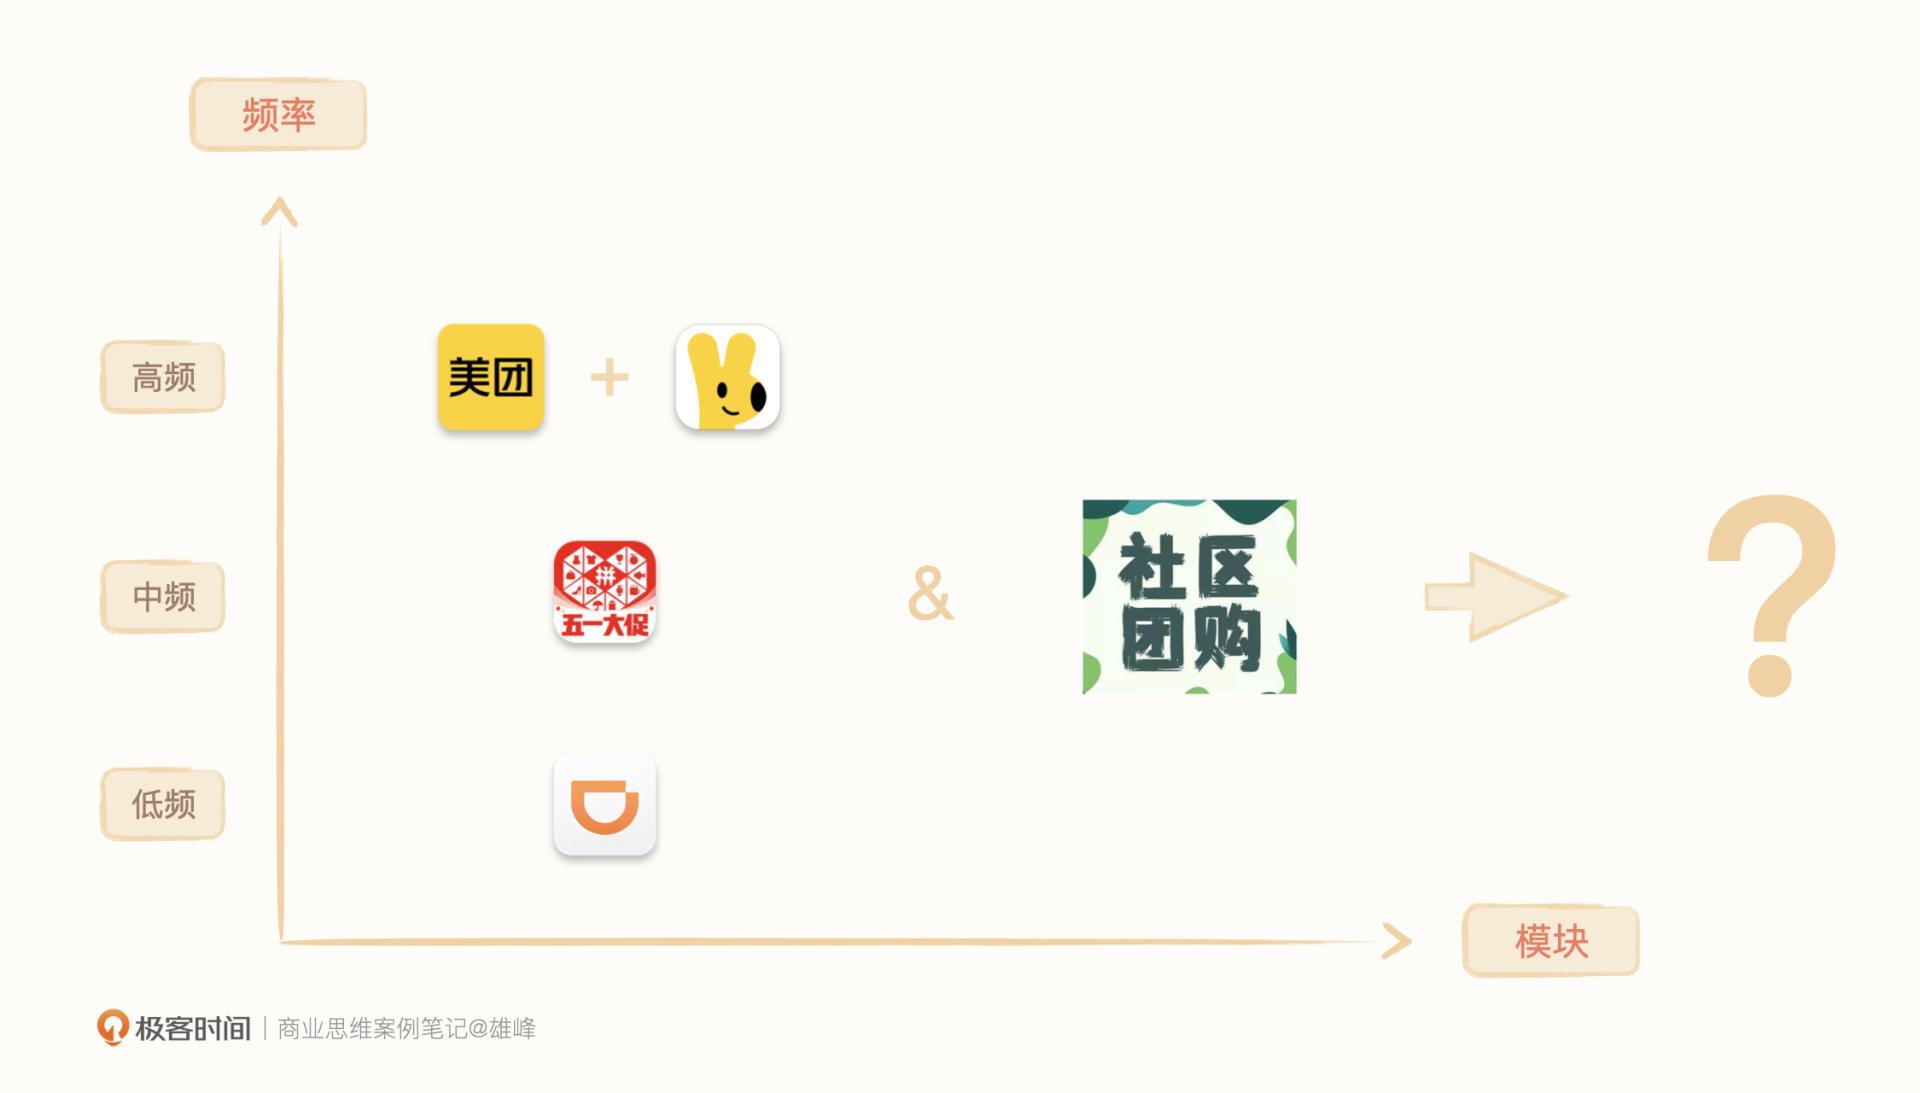 频率
高频
美团
+
中频
拼
五一大促
&
社区
团购
?
低频
模块
极客时间 | 商业思维案例笔记@雄峰